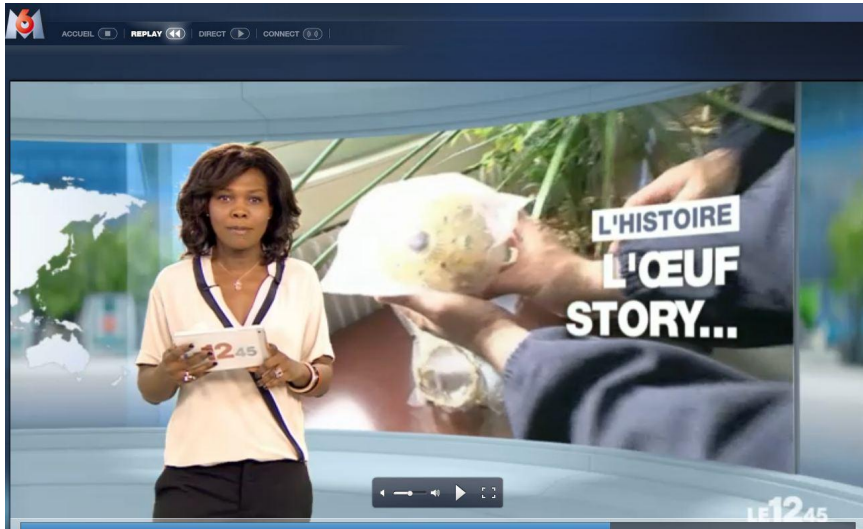 M6
ACCUEIL REPLAY DIRECT CONNECT
L'HISTOIRE
L'ŒUF
STORY...
12 45
LE 12 45